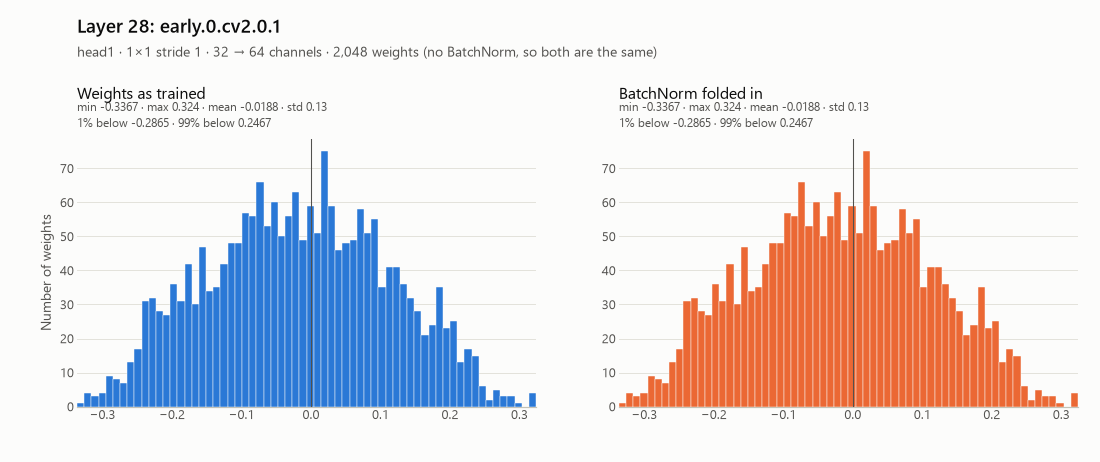 Layer 28: early.0.cv2.0.1
head1 · 1×1 stride 1 · 32 → 64 channels · 2,048 weights (no BatchNorm, so both are the same)
Weights as trained
min -0.3367 · max 0.324 · mean -0.0188 · std 0.13
1% below -0.2865 · 99% below 0.2467
Number of weights
70
60
50
40
30
20
10
0
−0.3 −0.2 −0.1 0.0 0.1 0.2 0.3
BatchNorm folded in
min -0.3367 · max 0.324 · mean -0.0188 · std 0.13
1% below -0.2865 · 99% below 0.2467
70
60
50
40
30
20
10
0
−0.3 −0.2 −0.1 0.0 0.1 0.2 0.3